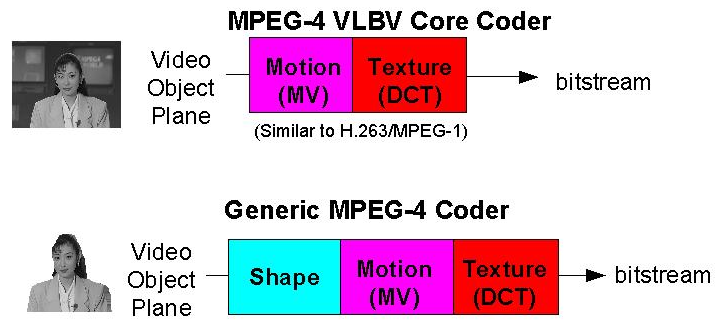 MPEG-4 VLBV Core Coder
Video
Object
Plane
Motion
(MV)
Texture
(DCT)
bitstream
(Similar to H.263/MPEG-1)
Generic MPEG-4 Coder
Video
Object
Plane
Shape
Motion
(MV)
Texture
(DCT)
bitstream